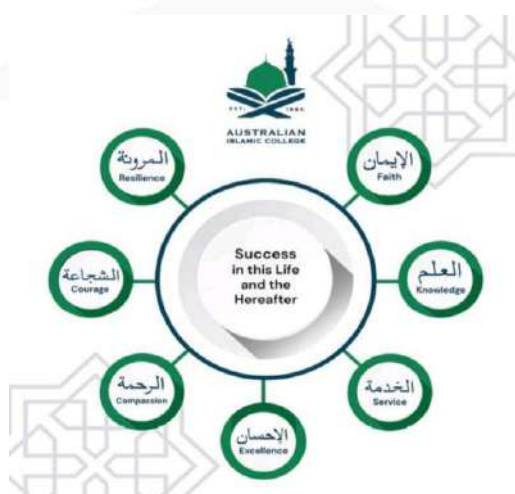 EST. 1986
AUSTRALIAN
ISLAMIC COLLEGE
المرونة
Resilience
الإيمان
Faith
الشجاعة
Courage
Success
in this Life
and the
Hereafter
العلم
Knowledge
الرحمة
Compassion
الخدمة
Service
الإحسان
Excellence